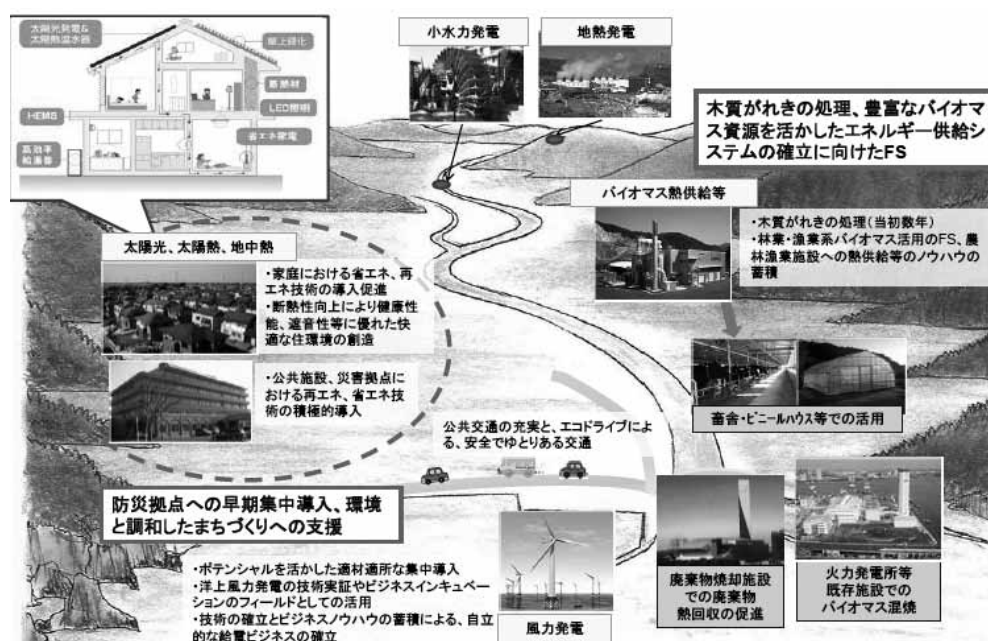 太陽光発電&
太陽熱温水器
屋上緑化
断熱材
LED照明
HEMS
省エネ家電
高効率
給湯器
小水力発電
地熱発電
木質がれきの処理、豊富なバイオマ
ス資源を活かしたエネルギー供給シ
ステムの確立に向けたFS
バイオマス熱供給等
・木質がれきの処理(当初数年)
・林業・漁業系バイオマス活用のFS、農
林漁業施設への熱供給等のノウハウの
蓄積
太陽光、太陽熱、地中熱
・家庭における省エネ、再
エネ技術の導入促進
・断熱性向上により健康性
能、遮音性等に優れた快
適な住環境の創造
・公共施設、災害拠点に
おける再エネ、省エネ技
術の積極的導入
畜舎・ビニールハウス等での活用
公共交通の充実と、エコドライブによ
る、安全でゆとりある交通
防災拠点への早期集中導入、環境
と調和したまちづくりへの支援
・ポテンシャルを活かした適材適所な集中導入
・洋上風力発電の技術実証やビジネスインキュベー
ションのフィールドとしての活用
・技術の確立とビジネスノウハウの蓄積による、自立
的な給電ビジネスの確立
風力発電
廃棄物焼却施設
での廃棄物
熱回収の促進
火力発電所等
既存施設での
バイオマス混焼